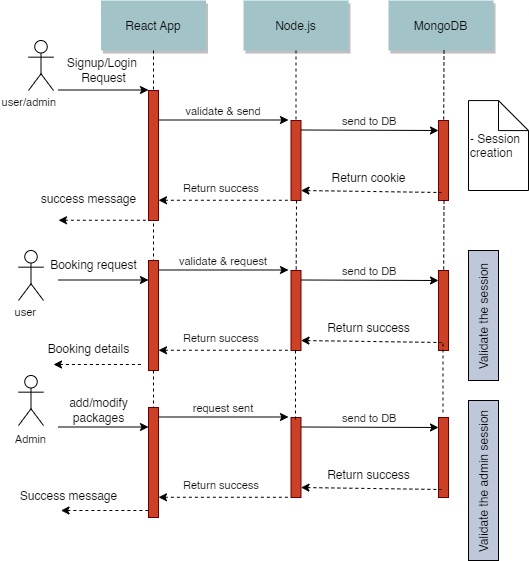 React App
Node.js
MongoDB
Signup/Login
Request
user/admin
validate & send
send to DB
- Session
creation
Return cookie
Return success
success message
Booking request
user
validate & request
send to DB
Validate the session
Return success
Return success
Booking details
add/modify
packages
Admin
request sent
send to DB
Validate the admin session
Return success
Return success
Success message